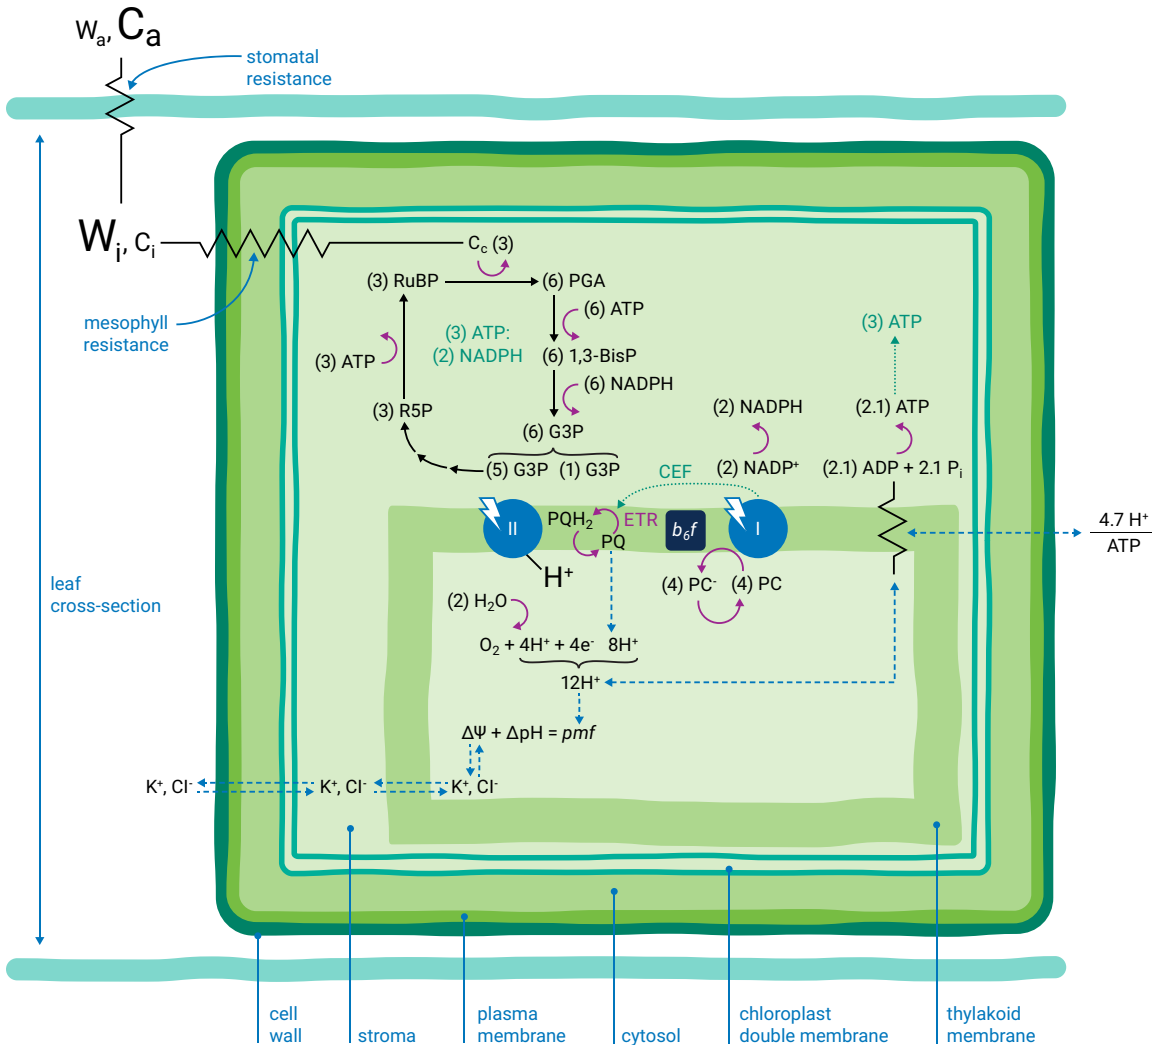 Wa, Ca
stomatal
resistance
Wi, Ci
Cc (3)
(3) RuBP
(6) PGA
(6) ATP
mesophyll
resistance
(3) ATP:
(2) NADPH
(3) ATP
(3) ATP
(6) 1,3-BisP
(6) NADPH
(3) R5P
(2) NADPH
(2.1) ATP
(6) G3P
(5) G3P (1) G3P
CEF
(2) NADP⁺
(2.1) ADP + 2.1 Pi
II
PQH₂
ETR
PQ
b₆f
I
4.7 H⁺
ATP
H⁺
leaf
cross-section
(4) PC⁻
(4) PC
(2) H₂O
O₂ + 4H⁺ + 4e⁻ 8H⁺
12H⁺
ΔΨ + ΔpH = pmf
K⁺, Cl⁻
K⁺, Cl⁻
K⁺, Cl⁻
cell
wall
stroma
plasma
membrane
cytosol
chloroplast
double membrane
thylakoid
membrane